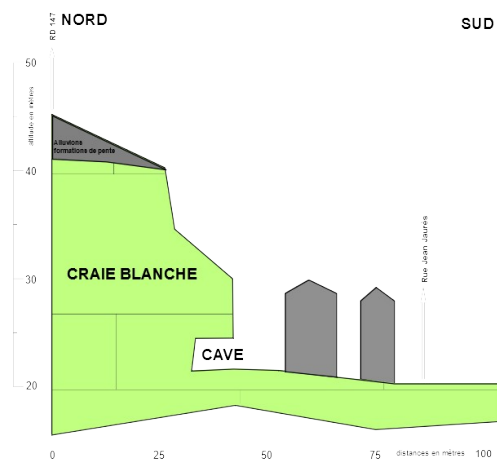 RD 147
NORD
SUD
50
altitude en mètres
Alluvions
formations de pente
40
Rue Jean Jaures
30
CRAIE BLANCHE
CAVE
20
0
25
50
75
distances en mètres
100